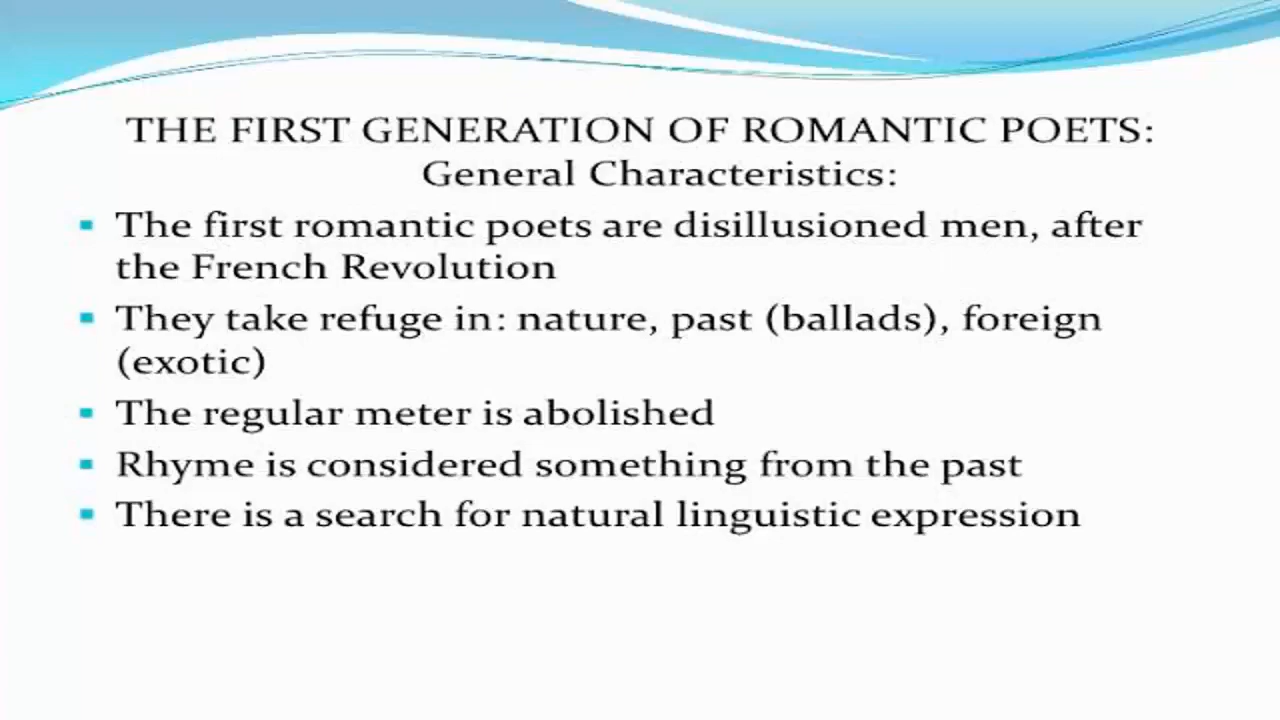 THE FIRST GENERATION OF ROMANTIC POETS:
General Characteristics:
The first romantic poets are disillusioned men, after
the French Revolution
They take refuge in: nature, past (ballads), foreign
(exotic)
The regular meter is abolished
Rhyme is considered something from the past
There is a search for natural linguistic expression